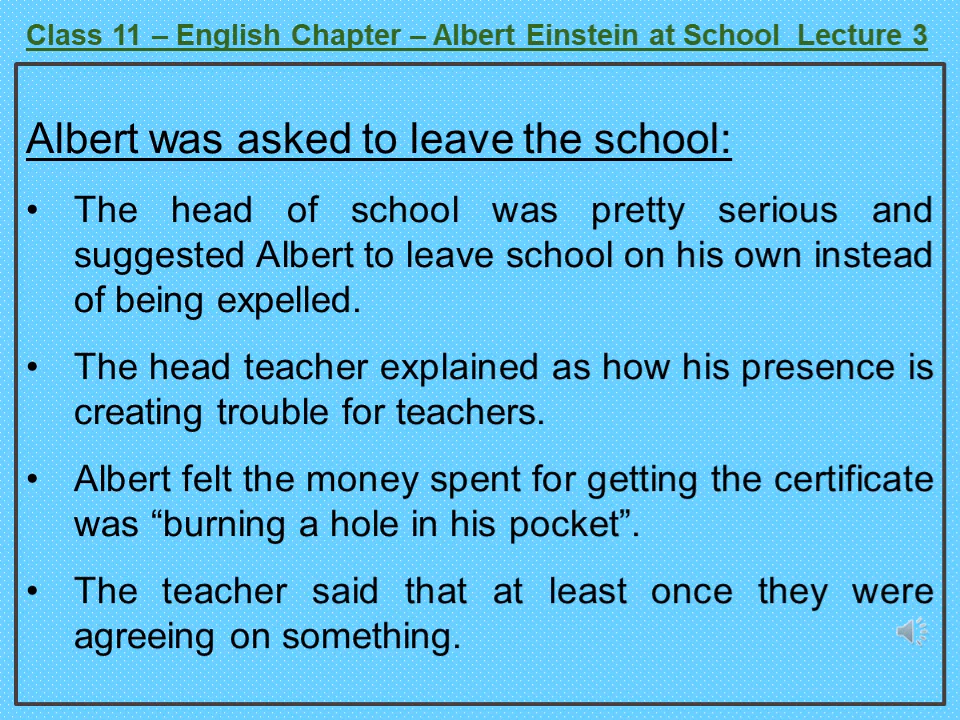 Class 11 – English Chapter – Albert Einstein at School  Lecture 3
Albert was asked to leave the school:
• The head of school was pretty serious and
suggested Albert to leave school on his own instead
of being expelled.
• The head teacher explained as how his presence is
creating trouble for teachers.
• Albert felt the money spent for getting the certificate
was “burning a hole in his pocket”.
• The teacher said that at least once they were
agreeing on something.